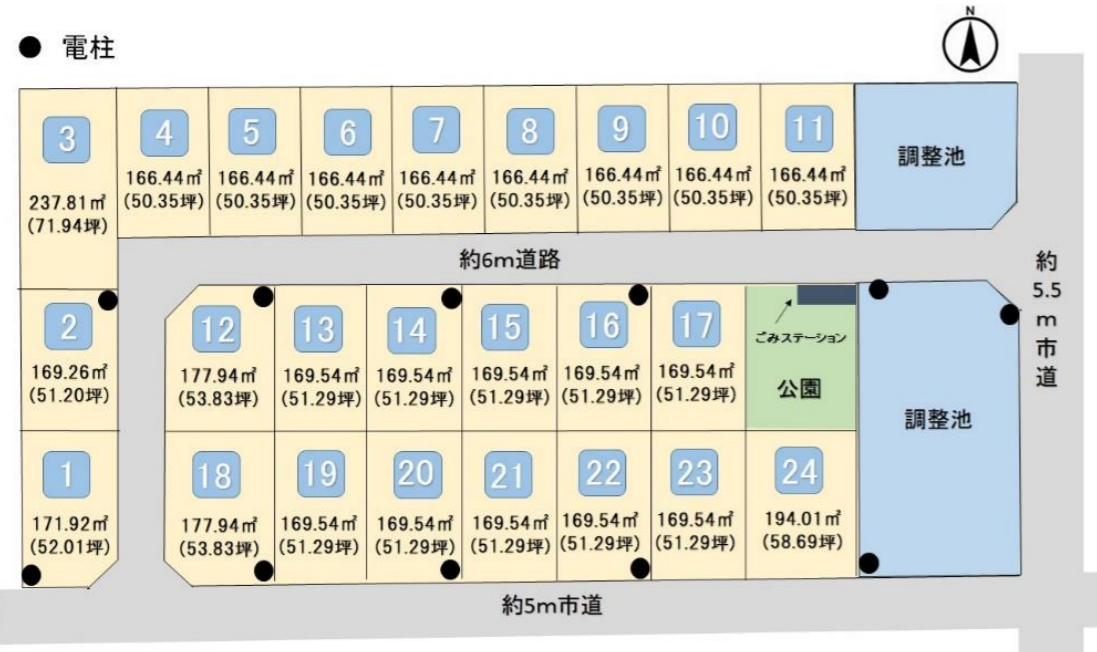 N
● 電柱
3
237.81㎡
(71.94坪)
4
166.44㎡
(50.35坪)
5
166.44㎡
(50.35坪)
6
166.44㎡
(50.35坪)
7
166.44㎡
(50.35坪)
8
166.44㎡
(50.35坪)
9
166.44㎡
(50.35坪)
10
166.44㎡
(50.35坪)
11
166.44㎡
(50.35坪)
調整池
約6m道路
約5.5m市道
2
169.26㎡
(51.20坪)
12
177.94㎡
(53.83坪)
13
169.54㎡
(51.29坪)
14
169.54㎡
(51.29坪)
15
169.54㎡
(51.29坪)
16
169.54㎡
(51.29坪)
17
169.54㎡
(51.29坪)
ごみステーション
公園
調整池
1
171.92㎡
(52.01坪)
18
177.94㎡
(53.83坪)
19
169.54㎡
(51.29坪)
20
169.54㎡
(51.29坪)
21
169.54㎡
(51.29坪)
22
169.54㎡
(51.29坪)
23
169.54㎡
(51.29坪)
24
194.01㎡
(58.69坪)
約5m市道